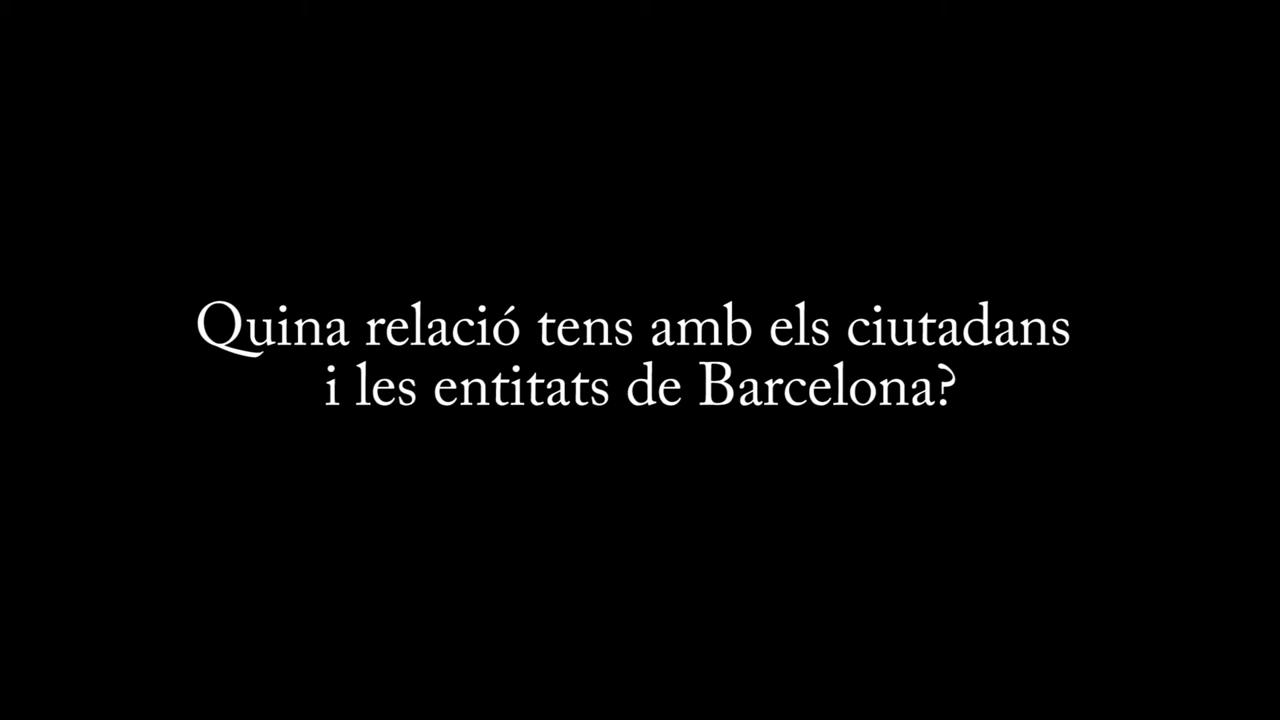 Quina relació tens amb els ciutadans
i les entitats de Barcelona?